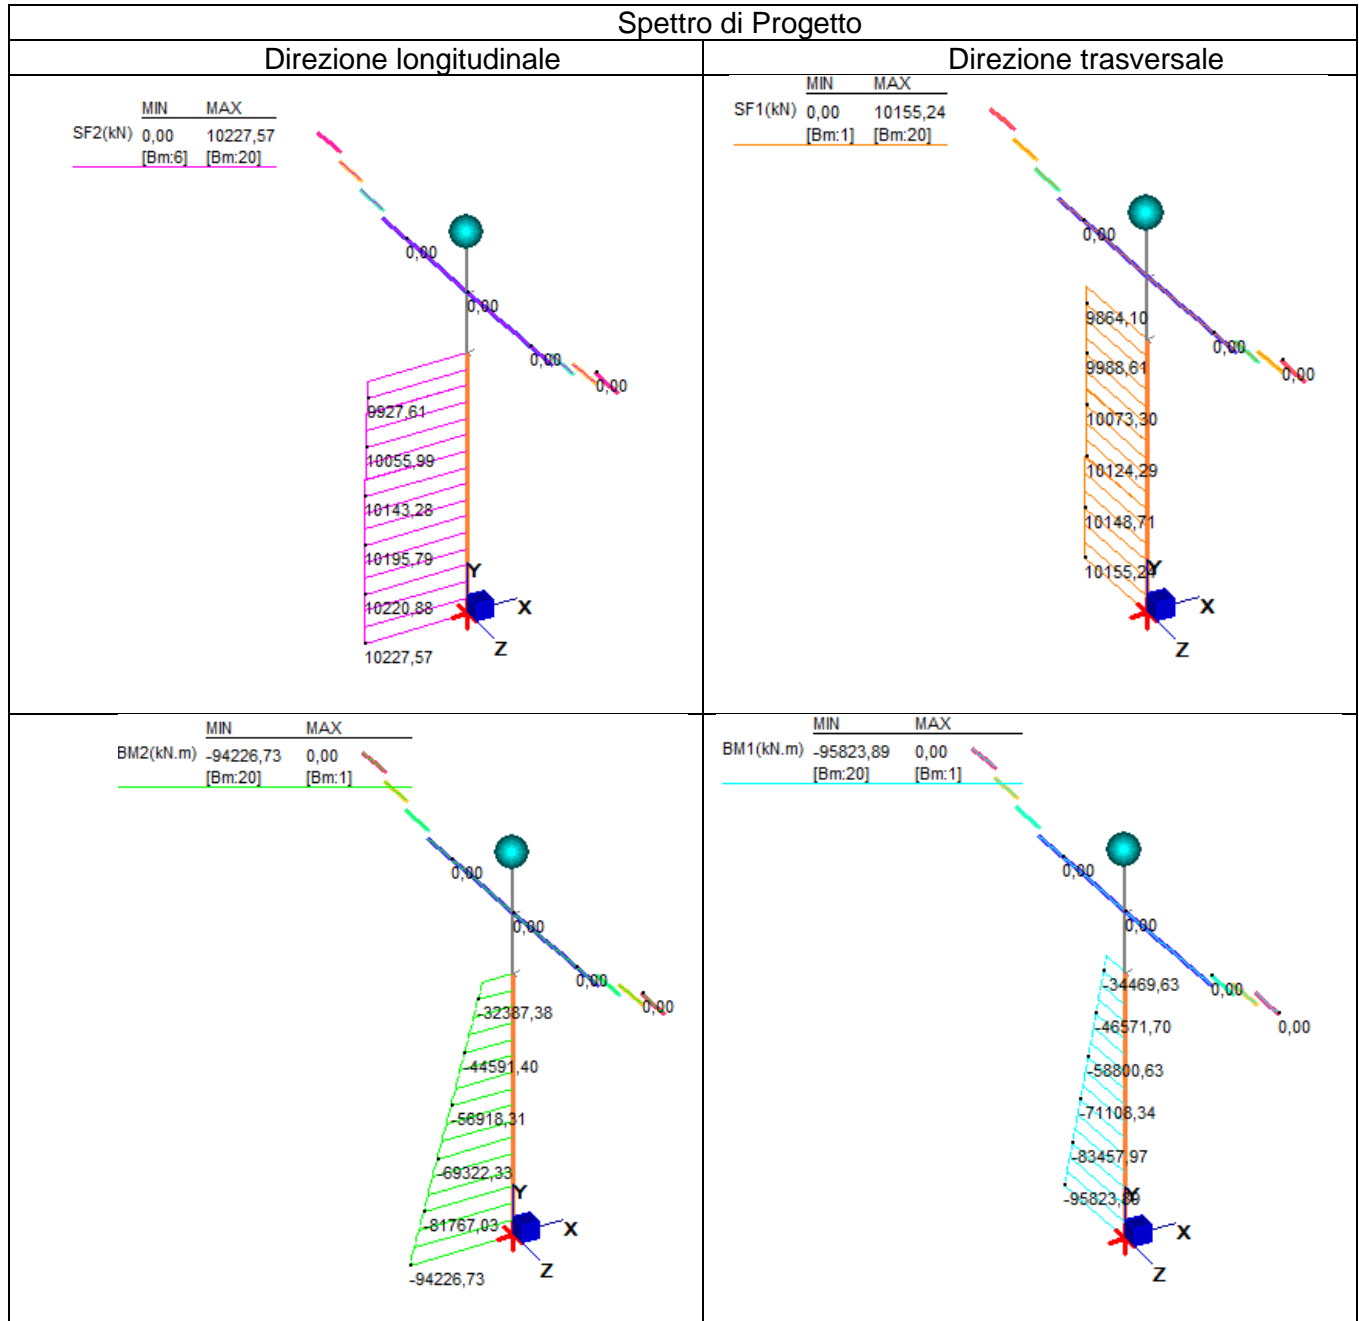 Spettro di Progetto
Direzione longitudinale
Direzione trasversale
MIN MAX
SF2(kN) 0,00 10227,57
[Bm:6] [Bm:20]
0,00
0,00
0,00
0,00
9927,61
10055,99
10143,28
10195,79
10220,88
10227,57
Y
X
Z
MIN MAX
SF1(kN) 0,00 10155,24
[Bm:1] [Bm:20]
0,00
0,00
0,00
9864,10
9988,61
10073,30
10124,29
10148,71
10155,24
Y
X
Z
MIN MAX
BM2(kN.m) -94226,73 0,00
[Bm:20] [Bm:1]
0,00
0,00
0,00
0,00
-32387,38
-44591,40
-56918,31
-69322,33
-81767,03
-94226,73
Y
X
Z
MIN MAX
BM1(kN.m) -95823,89 0,00
[Bm:20] [Bm:1]
0,00
0,00
0,00
0,00
-34469,63
-46571,70
-58800,63
-71108,34
-83457,97
-95823,89
Y
X
Z